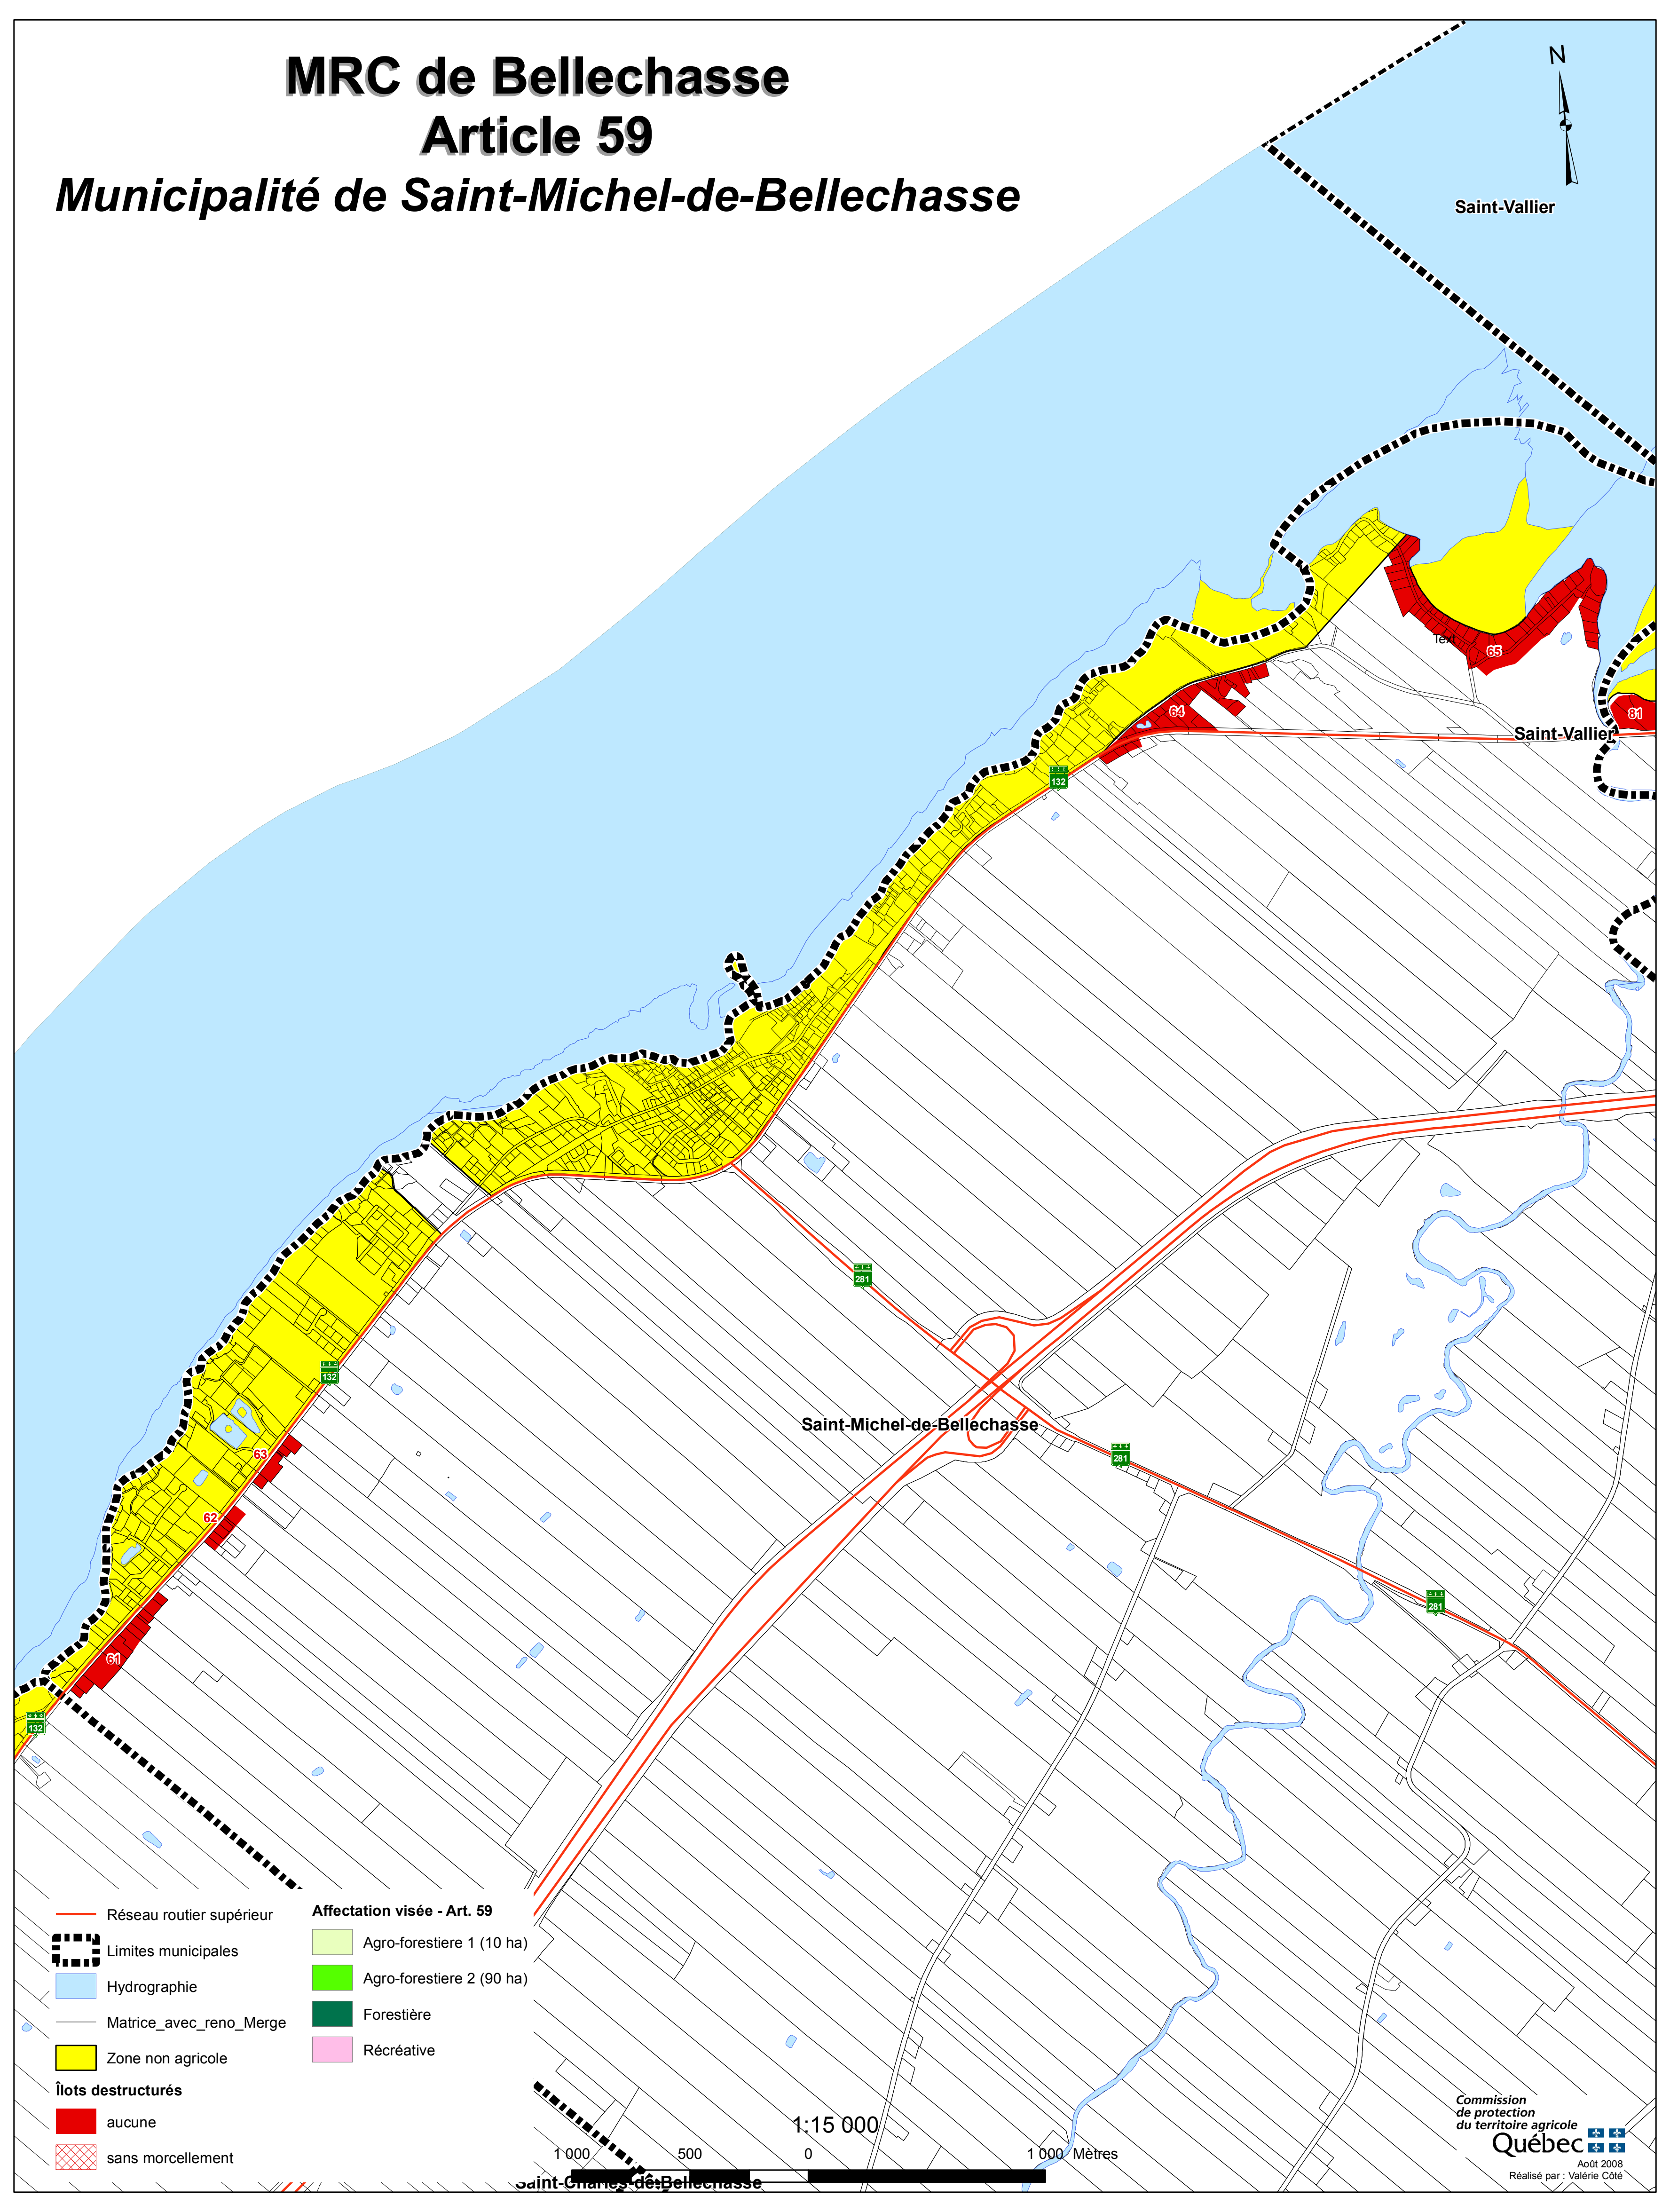 MRC de Bellechasse
Article 59
Municipalité de Saint-Michel-de-Bellechasse
N
Saint-Vallier
Text
65
64
81
Saint-Vallier
132
281
132
Saint-Michel-de-Bellechasse
281
63
62
281
61
132
Réseau routier supérieur
Limites municipales
Hydrographie
Matrice_avec_reno_Merge
Zone non agricole
Îlots destructurés
aucune
sans morcellement
Affectation visée - Art. 59
Agro-forestiere 1 (10 ha)
Agro-forestiere 2 (90 ha)
Forestière
Récréative
1:15 000
1 000 500 0 1 000 Mètres
Saint-Charles-de-Bellechasse
Commission
de protection
du territoire agricole
Québec
Août 2008
Réalisé par : Valérie Côté